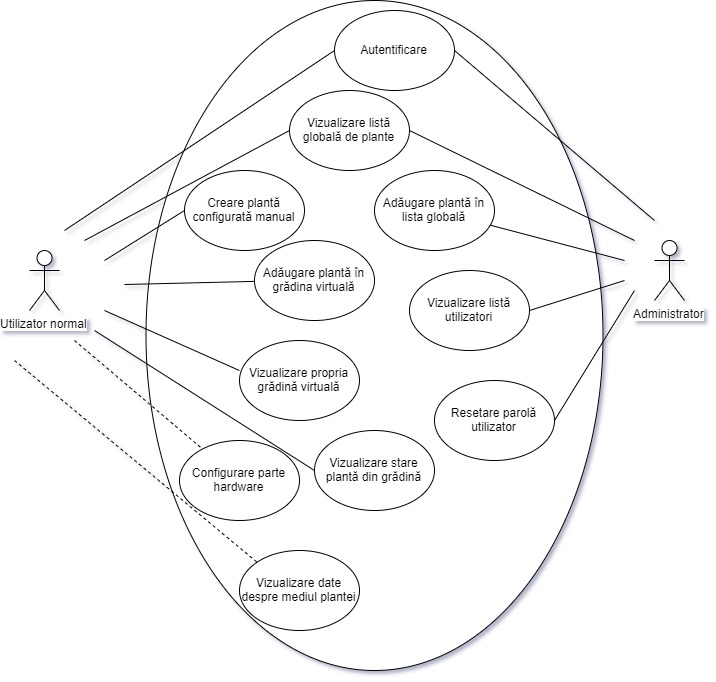 Autentificare
Vizualizare listă
globală de plante
Creare plantă
configurată manual
Adăugare plantă în
lista globală
Adăugare plantă în
grădina virtuală
Vizualizare listă
utilizatori
Utilizator normal
Administrator
Vizualizare propria
grădină virtuală
Resetare parolă
utilizator
Configurare parte
hardware
Vizualizare stare
plantă din grădină
Vizualizare date
despre mediul plantei